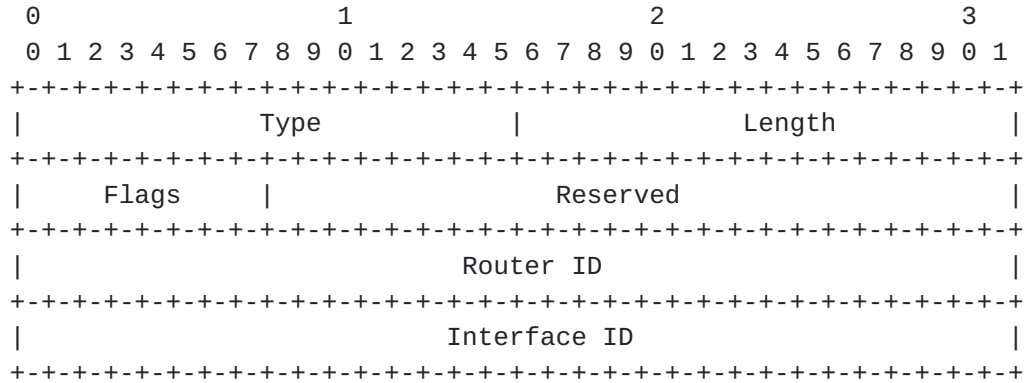 0                   1                   2                   3
 0 1 2 3 4 5 6 7 8 9 0 1 2 3 4 5 6 7 8 9 0 1 2 3 4 5 6 7 8 9 0 1
+-+-+-+-+-+-+-+-+-+-+-+-+-+-+-+-+-+-+-+-+-+-+-+-+-+-+-+-+-+-+-+-+
|               Type            |              Length           |
+-+-+-+-+-+-+-+-+-+-+-+-+-+-+-+-+-+-+-+-+-+-+-+-+-+-+-+-+-+-+-+-+
|     Flags     |                  Reserved                     |
+-+-+-+-+-+-+-+-+-+-+-+-+-+-+-+-+-+-+-+-+-+-+-+-+-+-+-+-+-+-+-+-+
|                            Router ID                          |
+-+-+-+-+-+-+-+-+-+-+-+-+-+-+-+-+-+-+-+-+-+-+-+-+-+-+-+-+-+-+-+-+
|                           Interface ID                        |
+-+-+-+-+-+-+-+-+-+-+-+-+-+-+-+-+-+-+-+-+-+-+-+-+-+-+-+-+-+-+-+-+